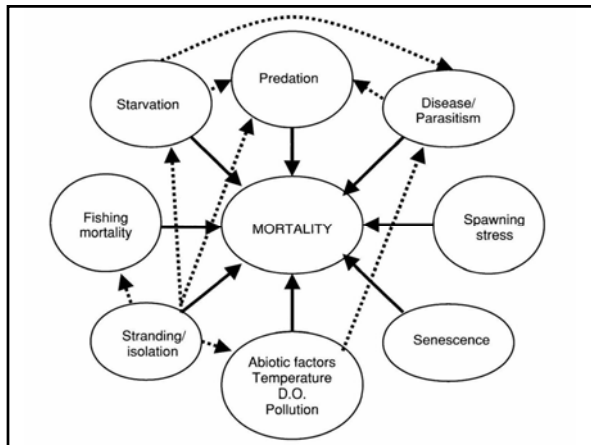 Starvation
Predation
Disease/
Parasitism
Fishing
mortality
MORTALITY
Spawning
stress
Stranding/
isolation
Abiotic factors
Temperature
D.O.
Pollution
Senescence